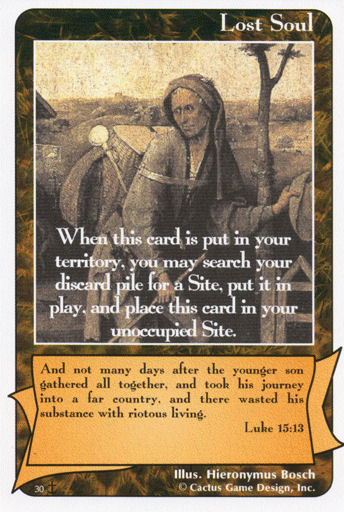 Lost Soul
When this card is put in your
territory, you may search your
discard pile for a Site, put it in
play, and place this card in your
unoccupied Site.
And not many days after the younger son
gathered all together, and took his journey
into a far country, and there wasted his
substance with riotous living.
Luke 15:13
Illus. Hieronymus Bosch
30 © Cactus Game Design, Inc.